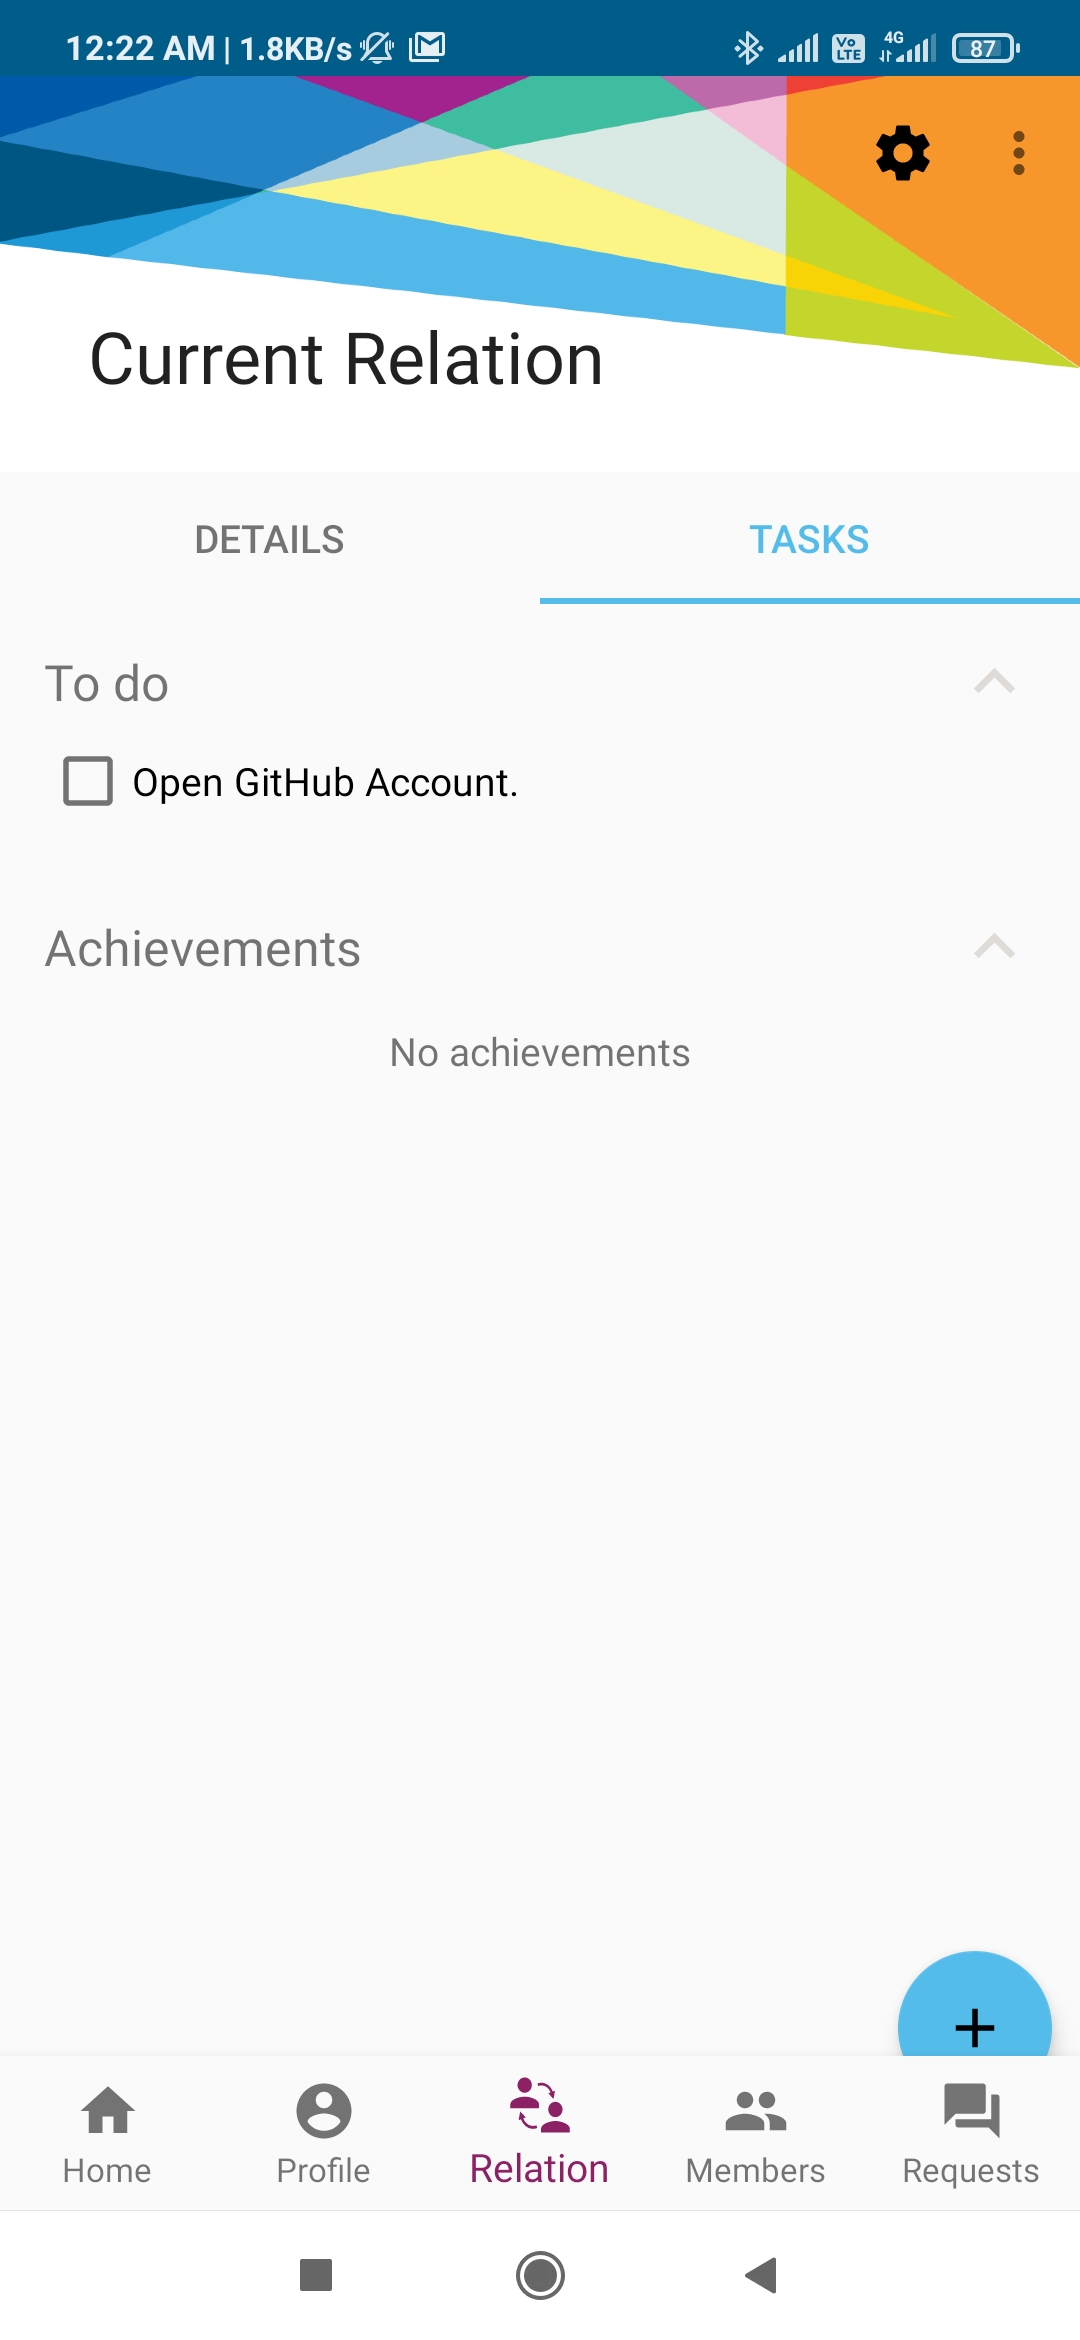 12:22 AM | 1.8KB/s
Vo LTE
4G
87
Current Relation
DETAILS
TASKS
To do
Open GitHub Account.
Achievements
No achievements
Home
Profile
Relation
Members
Requests